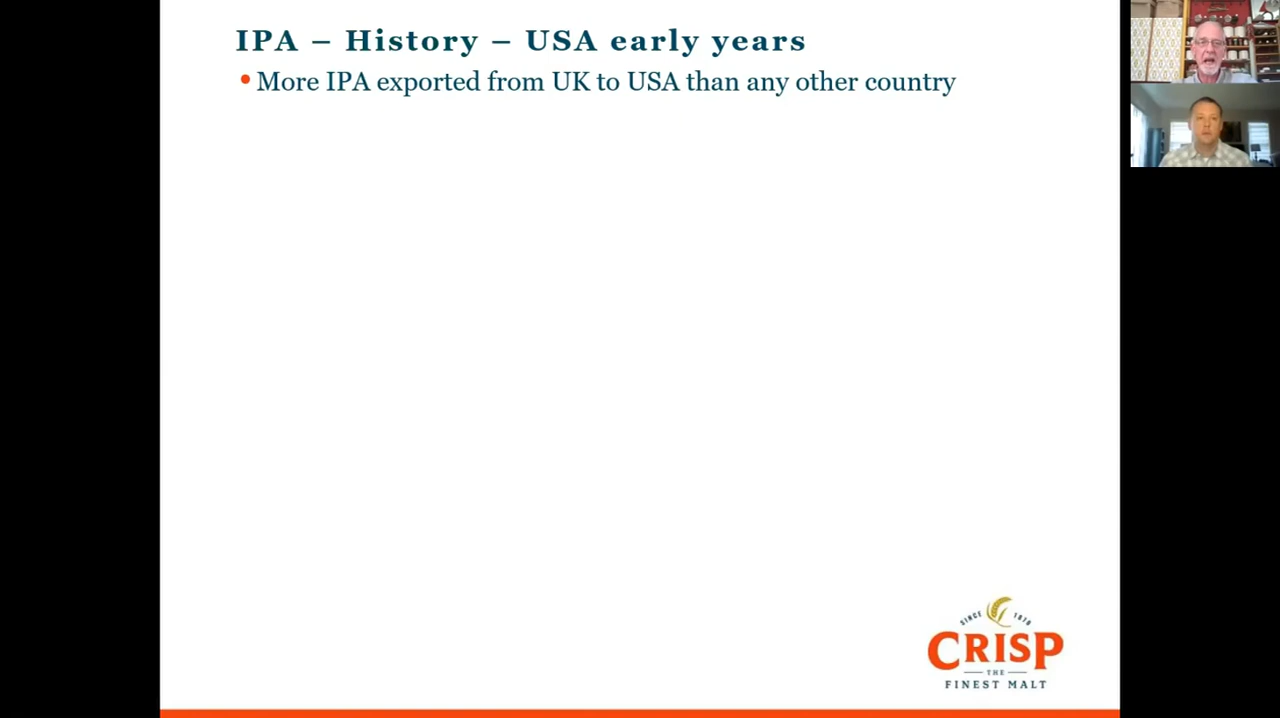 IPA – History – USA early years
• More IPA exported from UK to USA than any other country
SINCE 1870
CRISP
THE
FINEST MALT